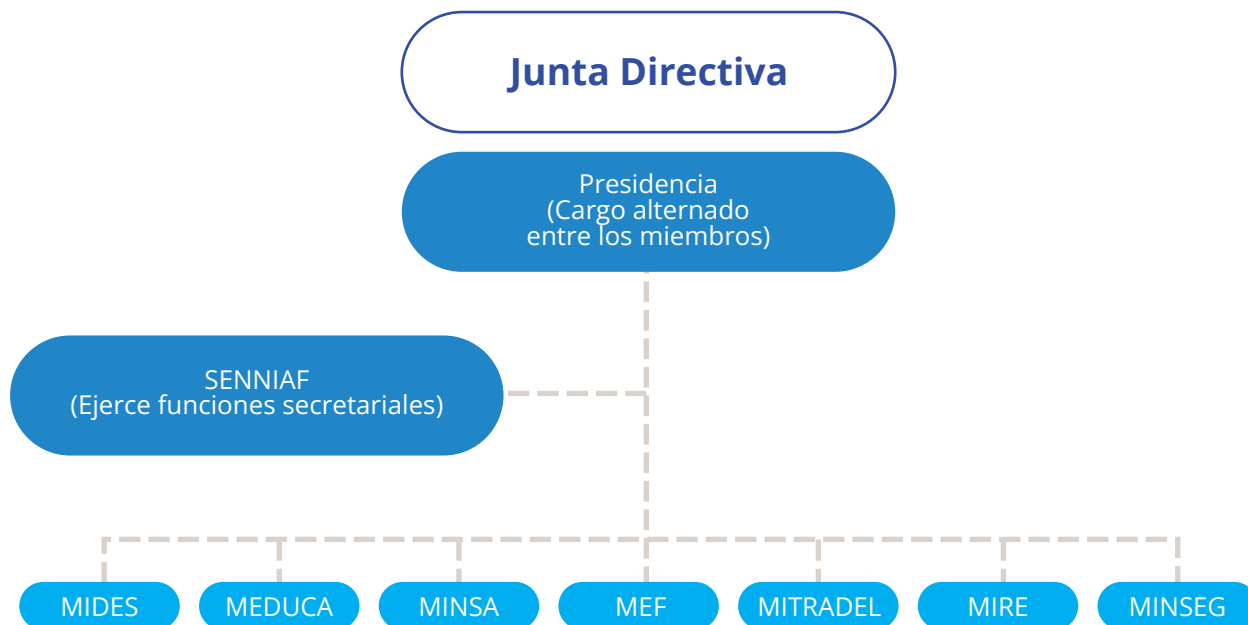 Junta Directiva
Presidencia
(Cargo alternado
entre los miembros)
SENNIAF
(Ejerce funciones secretariales)
MIDES
MEDUCA
MINSA
MEF
MITRADEL
MIRE
MINSEG